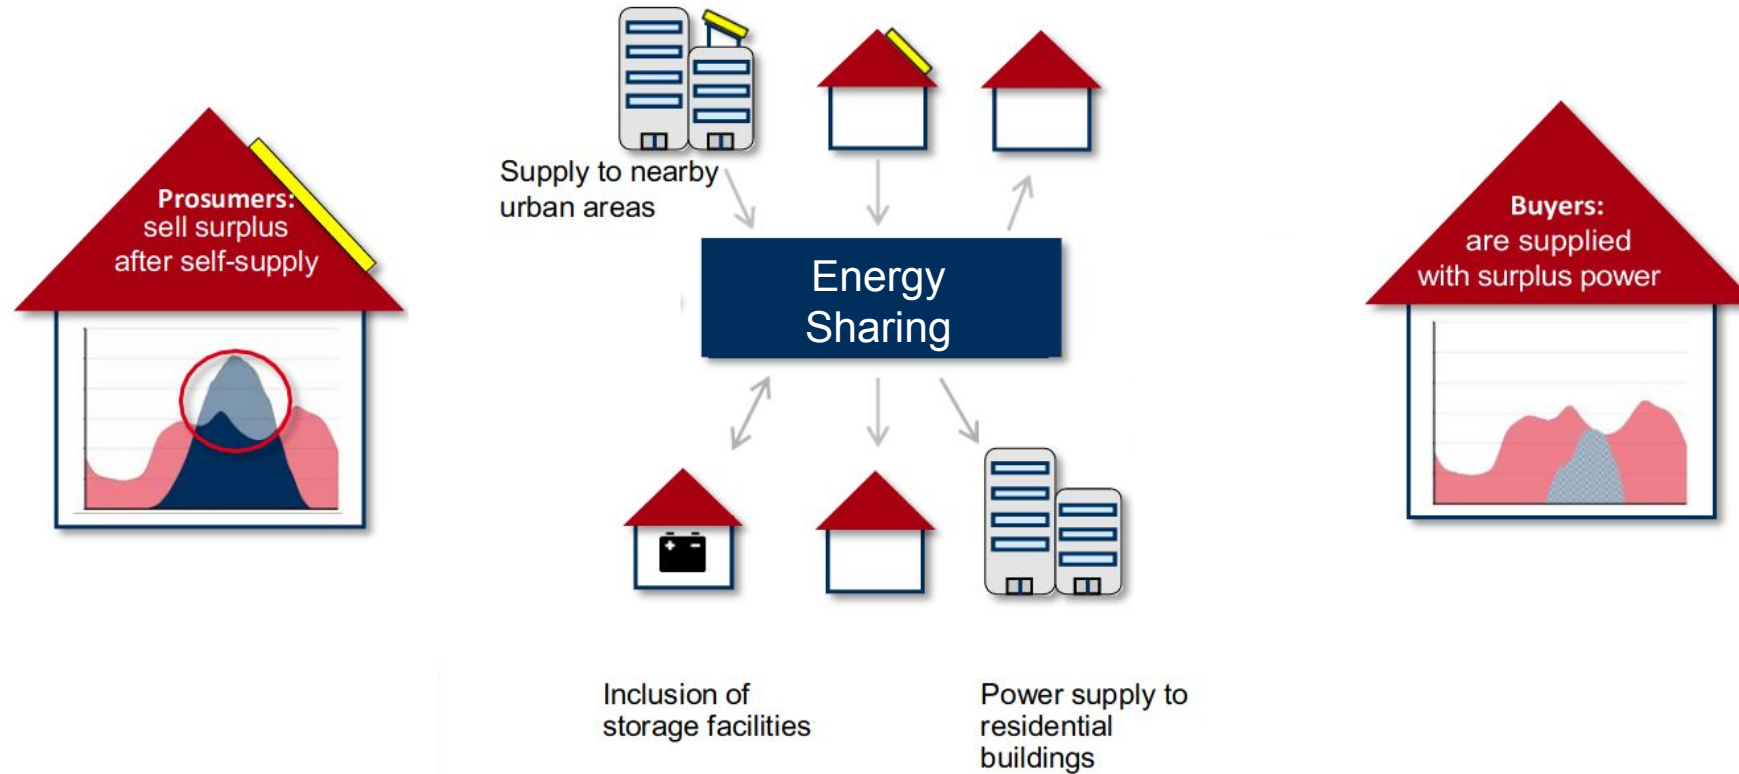 Supply to nearby
urban areas
Prosumers:
sell surplus
after self-supply
Energy
Sharing
Buyers:
are supplied
with surplus power
+ -
Inclusion of
storage facilities
Power supply to
residential
buildings